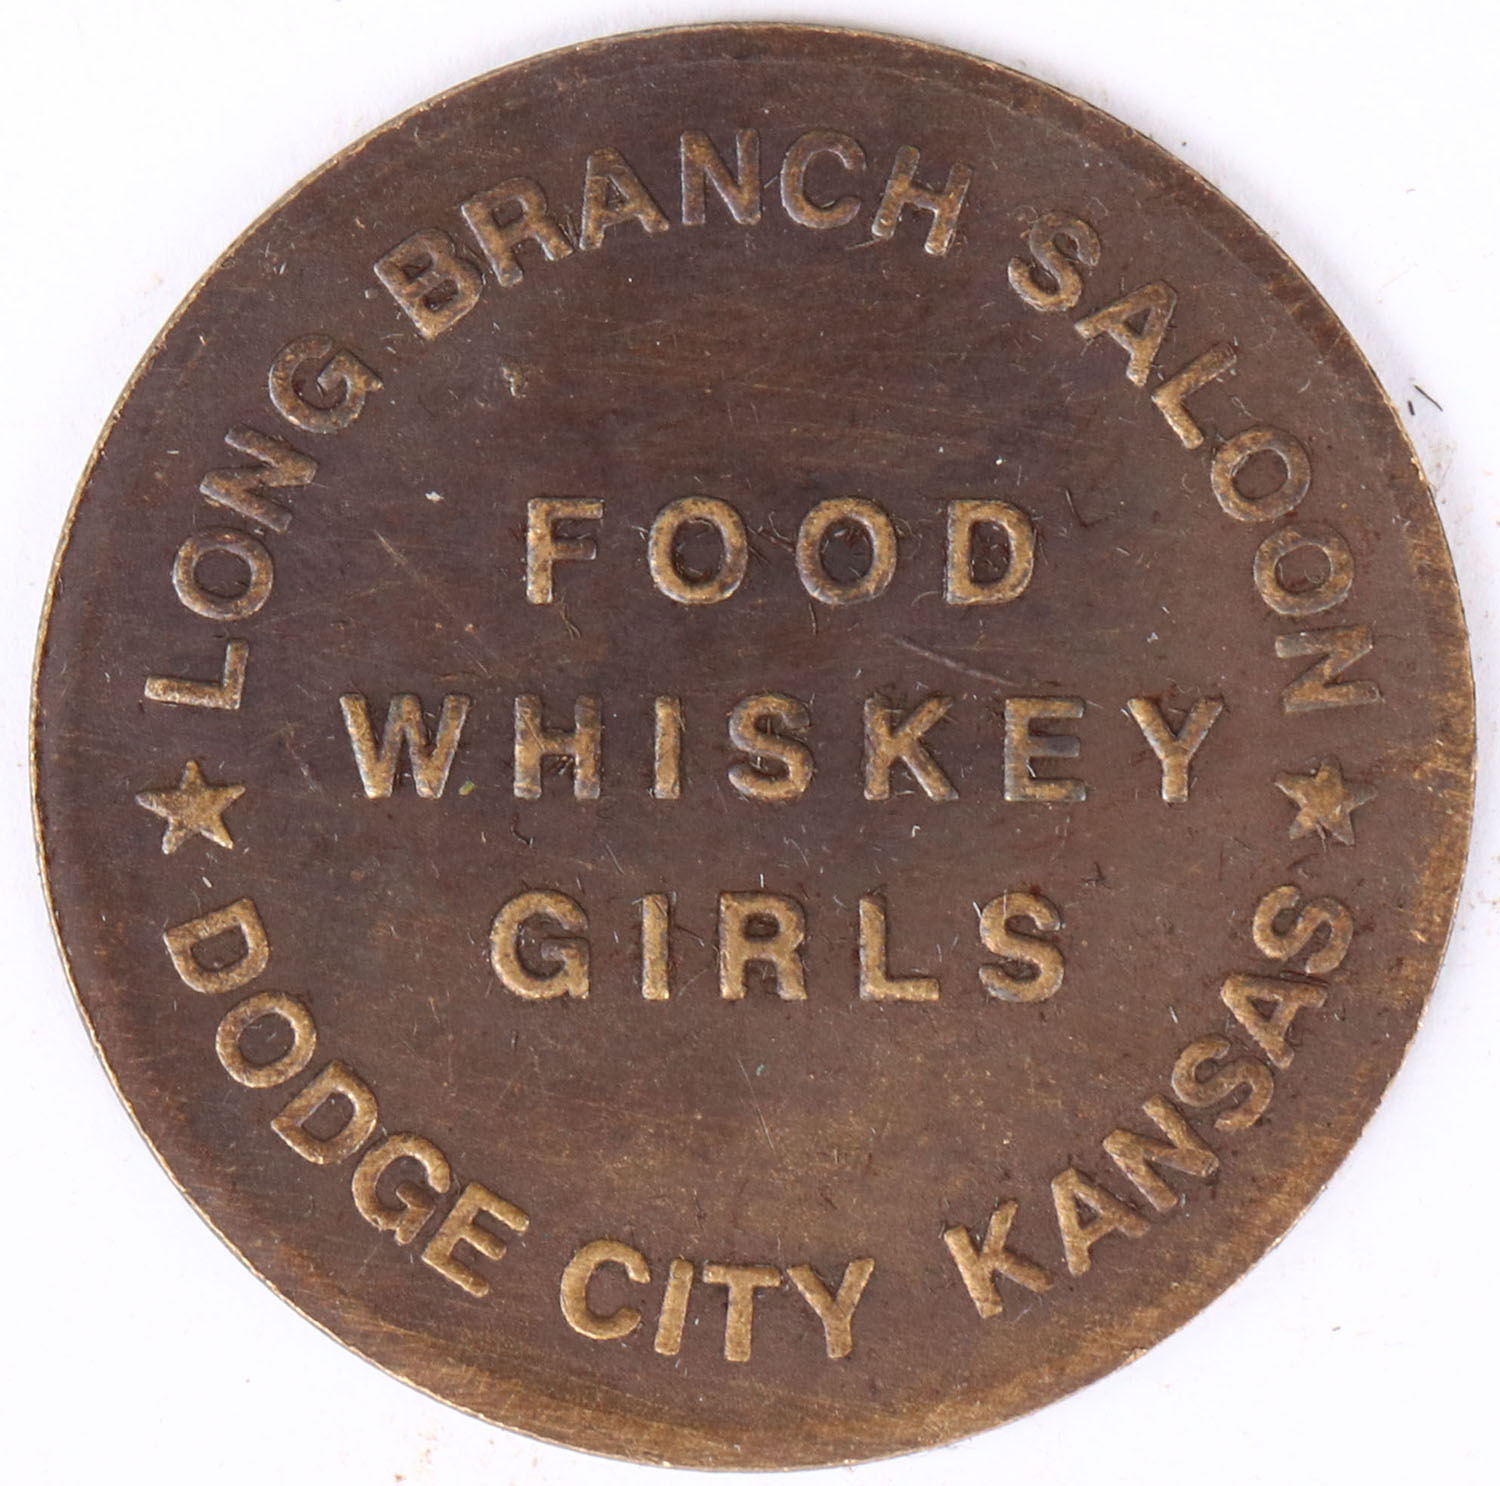 LONG BRANCH SALOON
FOOD
WHISKEY
GIRLS
DODGE CITY KANSAS